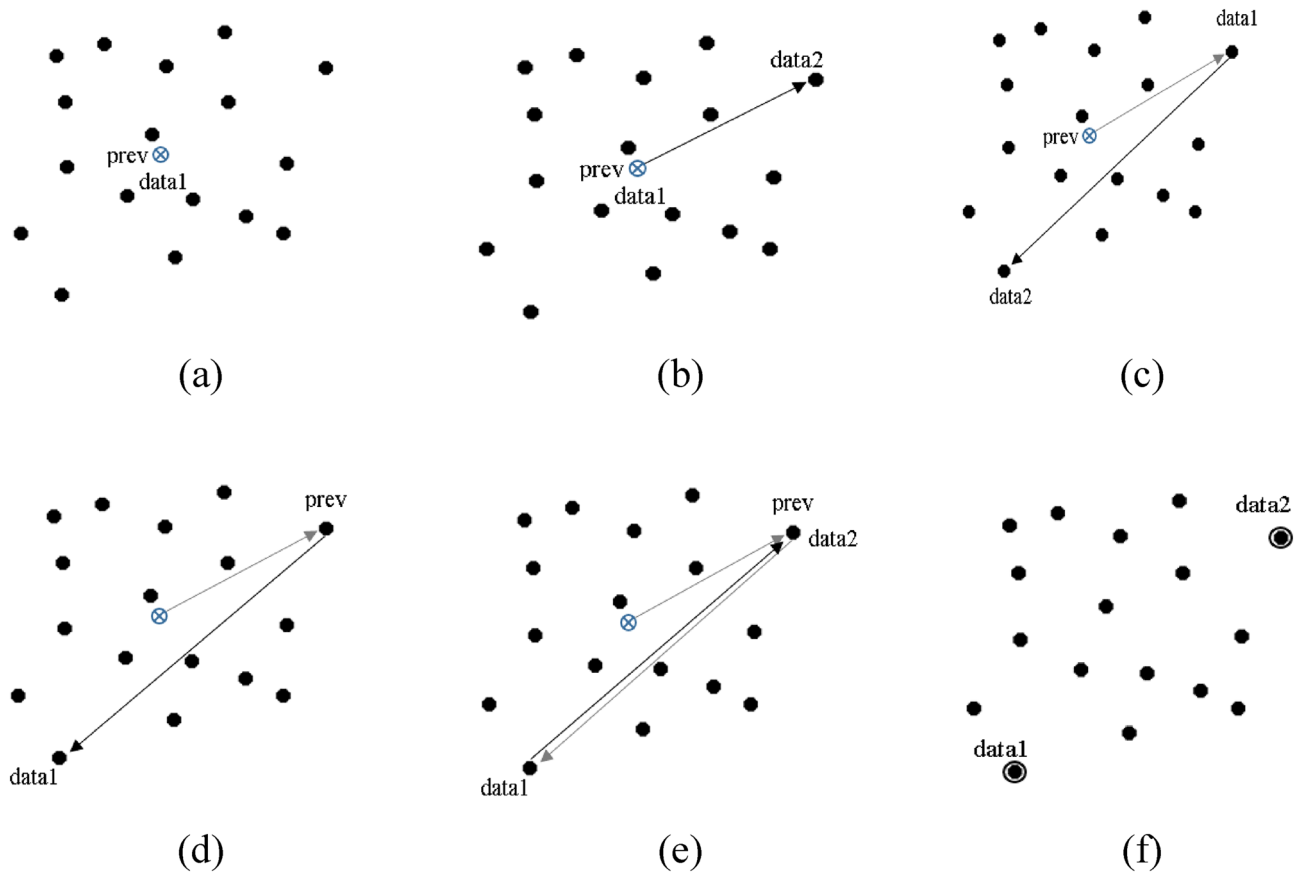 prev
data1
(a)
data2
prev
data1
(b)
data1
prev
data2
(c)
prev
data1
(d)
prev
data2
data1
(e)
data2
data1
(f)